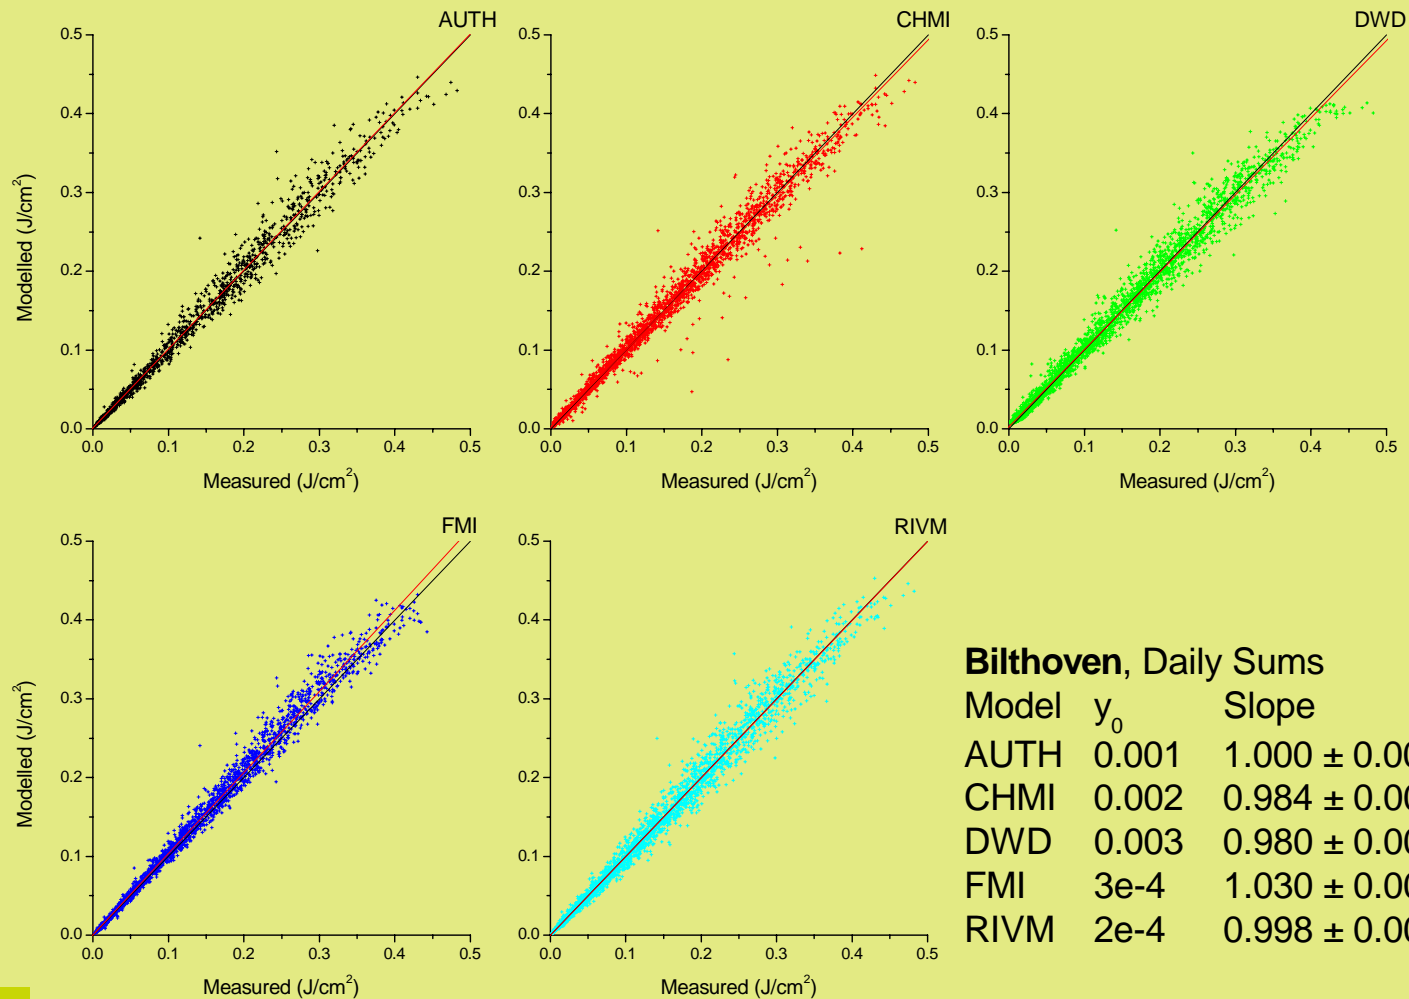 AUTH
0.5
0.4
0.3
0.2
0.1
0.0
Modelled (J/cm²)
0.0 0.1 0.2 0.3 0.4 0.5
Measured (J/cm²)
CHMI
0.5
0.4
0.3
0.2
0.1
0.0
0.0 0.1 0.2 0.3 0.4 0.5
Measured (J/cm²)
DWD
0.5
0.4
0.3
0.2
0.1
0.0
0.0 0.1 0.2 0.3 0.4 0.5
Measured (J/cm²)
FMI
0.5
0.4
0.3
0.2
0.1
0.0
Modelled (J/cm²)
0.0 0.1 0.2 0.3 0.4 0.5
Measured (J/cm²)
RIVM
0.5
0.4
0.3
0.2
0.1
0.0
0.0 0.1 0.2 0.3 0.4 0.5
Measured (J/cm²)
Bilthoven, Daily Sums
Model y₀ Slope
AUTH 0.001 1.000 ±
CHMI 0.002 0.984 ±
DWD 0.003 0.980 ±
FMI 3e-4 1.030 ±
RIVM 2e-4 0.998 ±